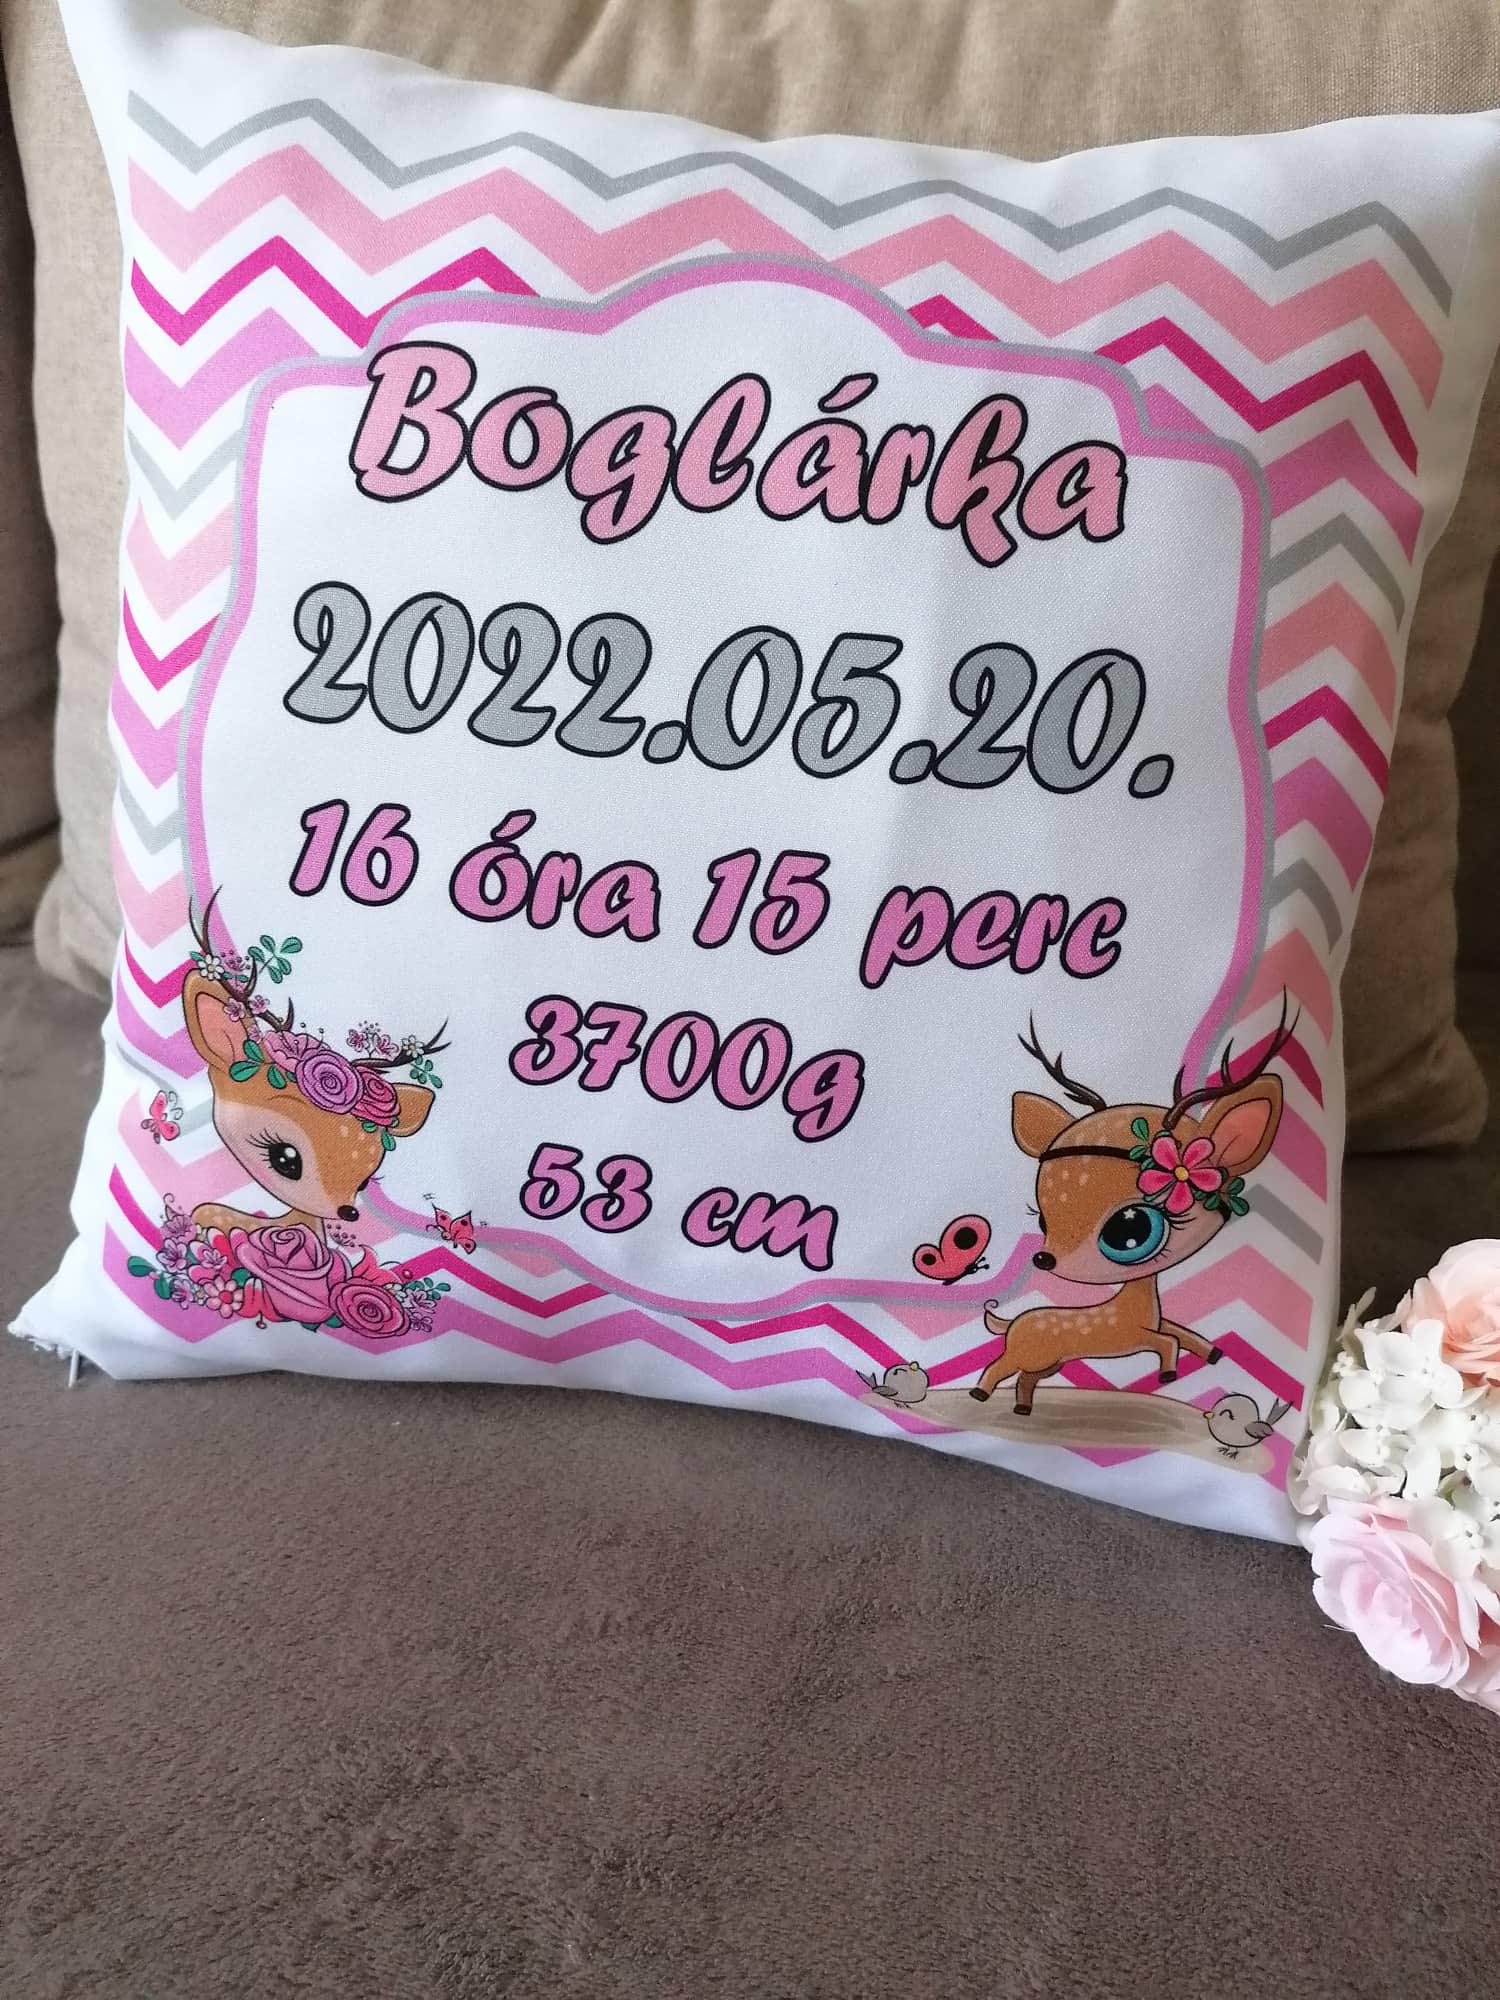 Boglárka
2022.05.20.
16 óra 15 perc
3700g
53 cm